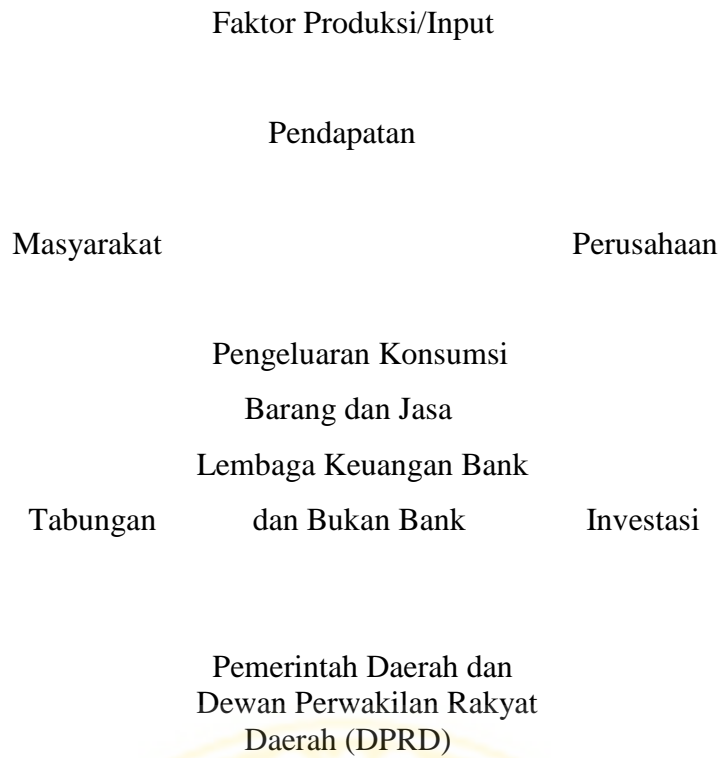 Faktor Produksi/Input
Pendapatan
Masyarakat Perusahaan
Pengeluaran Konsumsi
Barang dan Jasa
Lembaga Keuangan Bank
Tabungan dan Bukan Bank Investasi
Pemerintah Daerah dan
Dewan Perwakilan Rakyat
Daerah (DPRD)